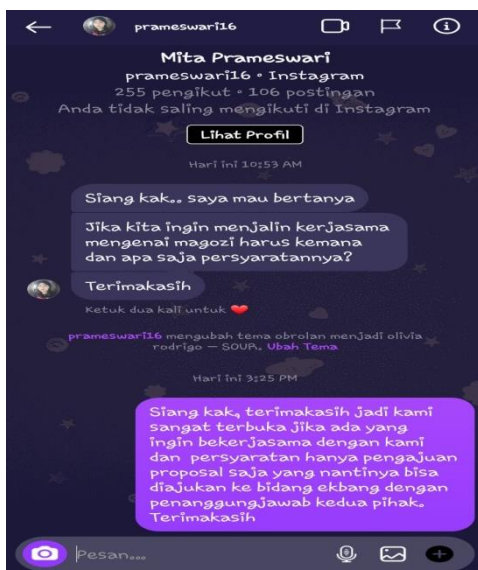 prameswari16
Mita Prameswari
prameswari16 • Instagram
255 pengikut • 106 postingan
Anda tidak saling mengikuti di Instagram
Lihat Profil
Hari ini 10:53 AM
Siang kak.. saya mau bertanya
Jika kita ingin menjalin kerjasama
mengenai magozi harus kemana
dan apa saja persyaratannya?
Terimakasih
Ketuk dua kali untuk ❤️
prameswari16 mengubah tema obrolan menjadi olivia
rodrigo — SOUR. Ubah Tema
Hari ini 3:25 PM
Siang kak, terimakasih jadi kami
sangat terbuka jika ada yang
ingin bekerjasama dengan kami
dan persyaratan hanya pengajuan
proposal saja yang nantinya bisa
diajukan ke bidang ekbang dengan
penanggungjawab kedua pihak.
Terimakasih
Pesan...